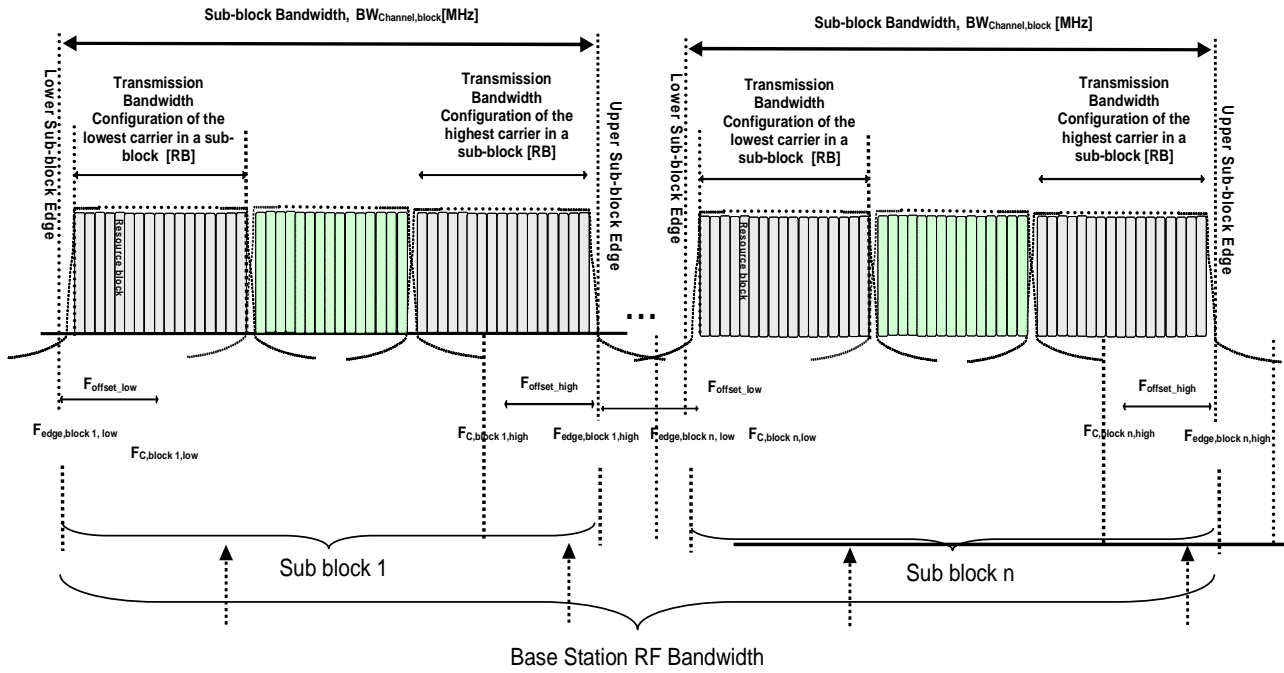 Sub-block Bandwidth, BWChannel,block[MHz]
Sub-block Bandwidth, BWChannel,block [MHz]
Lower Sub-block Edge
Transmission
Bandwidth
Configuration of the
lowest carrier in a sub-
block [RB]
Transmission
Bandwidth
Configuration of the
highest carrier in a
sub-block [RB]
Upper Sub-block Edge
Lower Sub-block Edge
Transmission
Bandwidth
Configuration of the
lowest carrier in a
sub-block [RB]
Transmission
Bandwidth
Configuration of the
highest carrier in a
sub-block [RB]
Upper Sub-block Edge
Resource block
...
Resource block
Foffset_low
Foffset_high
Foffset_low
Foffset_high
Fedge,block 1, low
FC,block 1,low
FC,block 1,high
Fedge,block 1,high
Fedge,block n, low
FC,block n,low
FC,block n,high
Fedge,block n,high
Sub block 1
Sub block n
Base Station RF Bandwidth